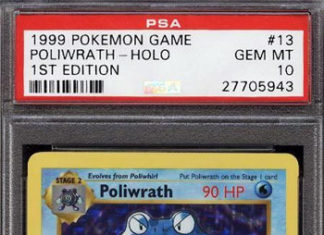 PSA
1999 POKEMON GAME #13
POLIWRATH-HOLO GEM MT
1ST EDITION 10
27705943
Evolves from Poliwhirl Put Poliwrath on the Stage 1 card
STAGE 2
Poliwrath 90 HP